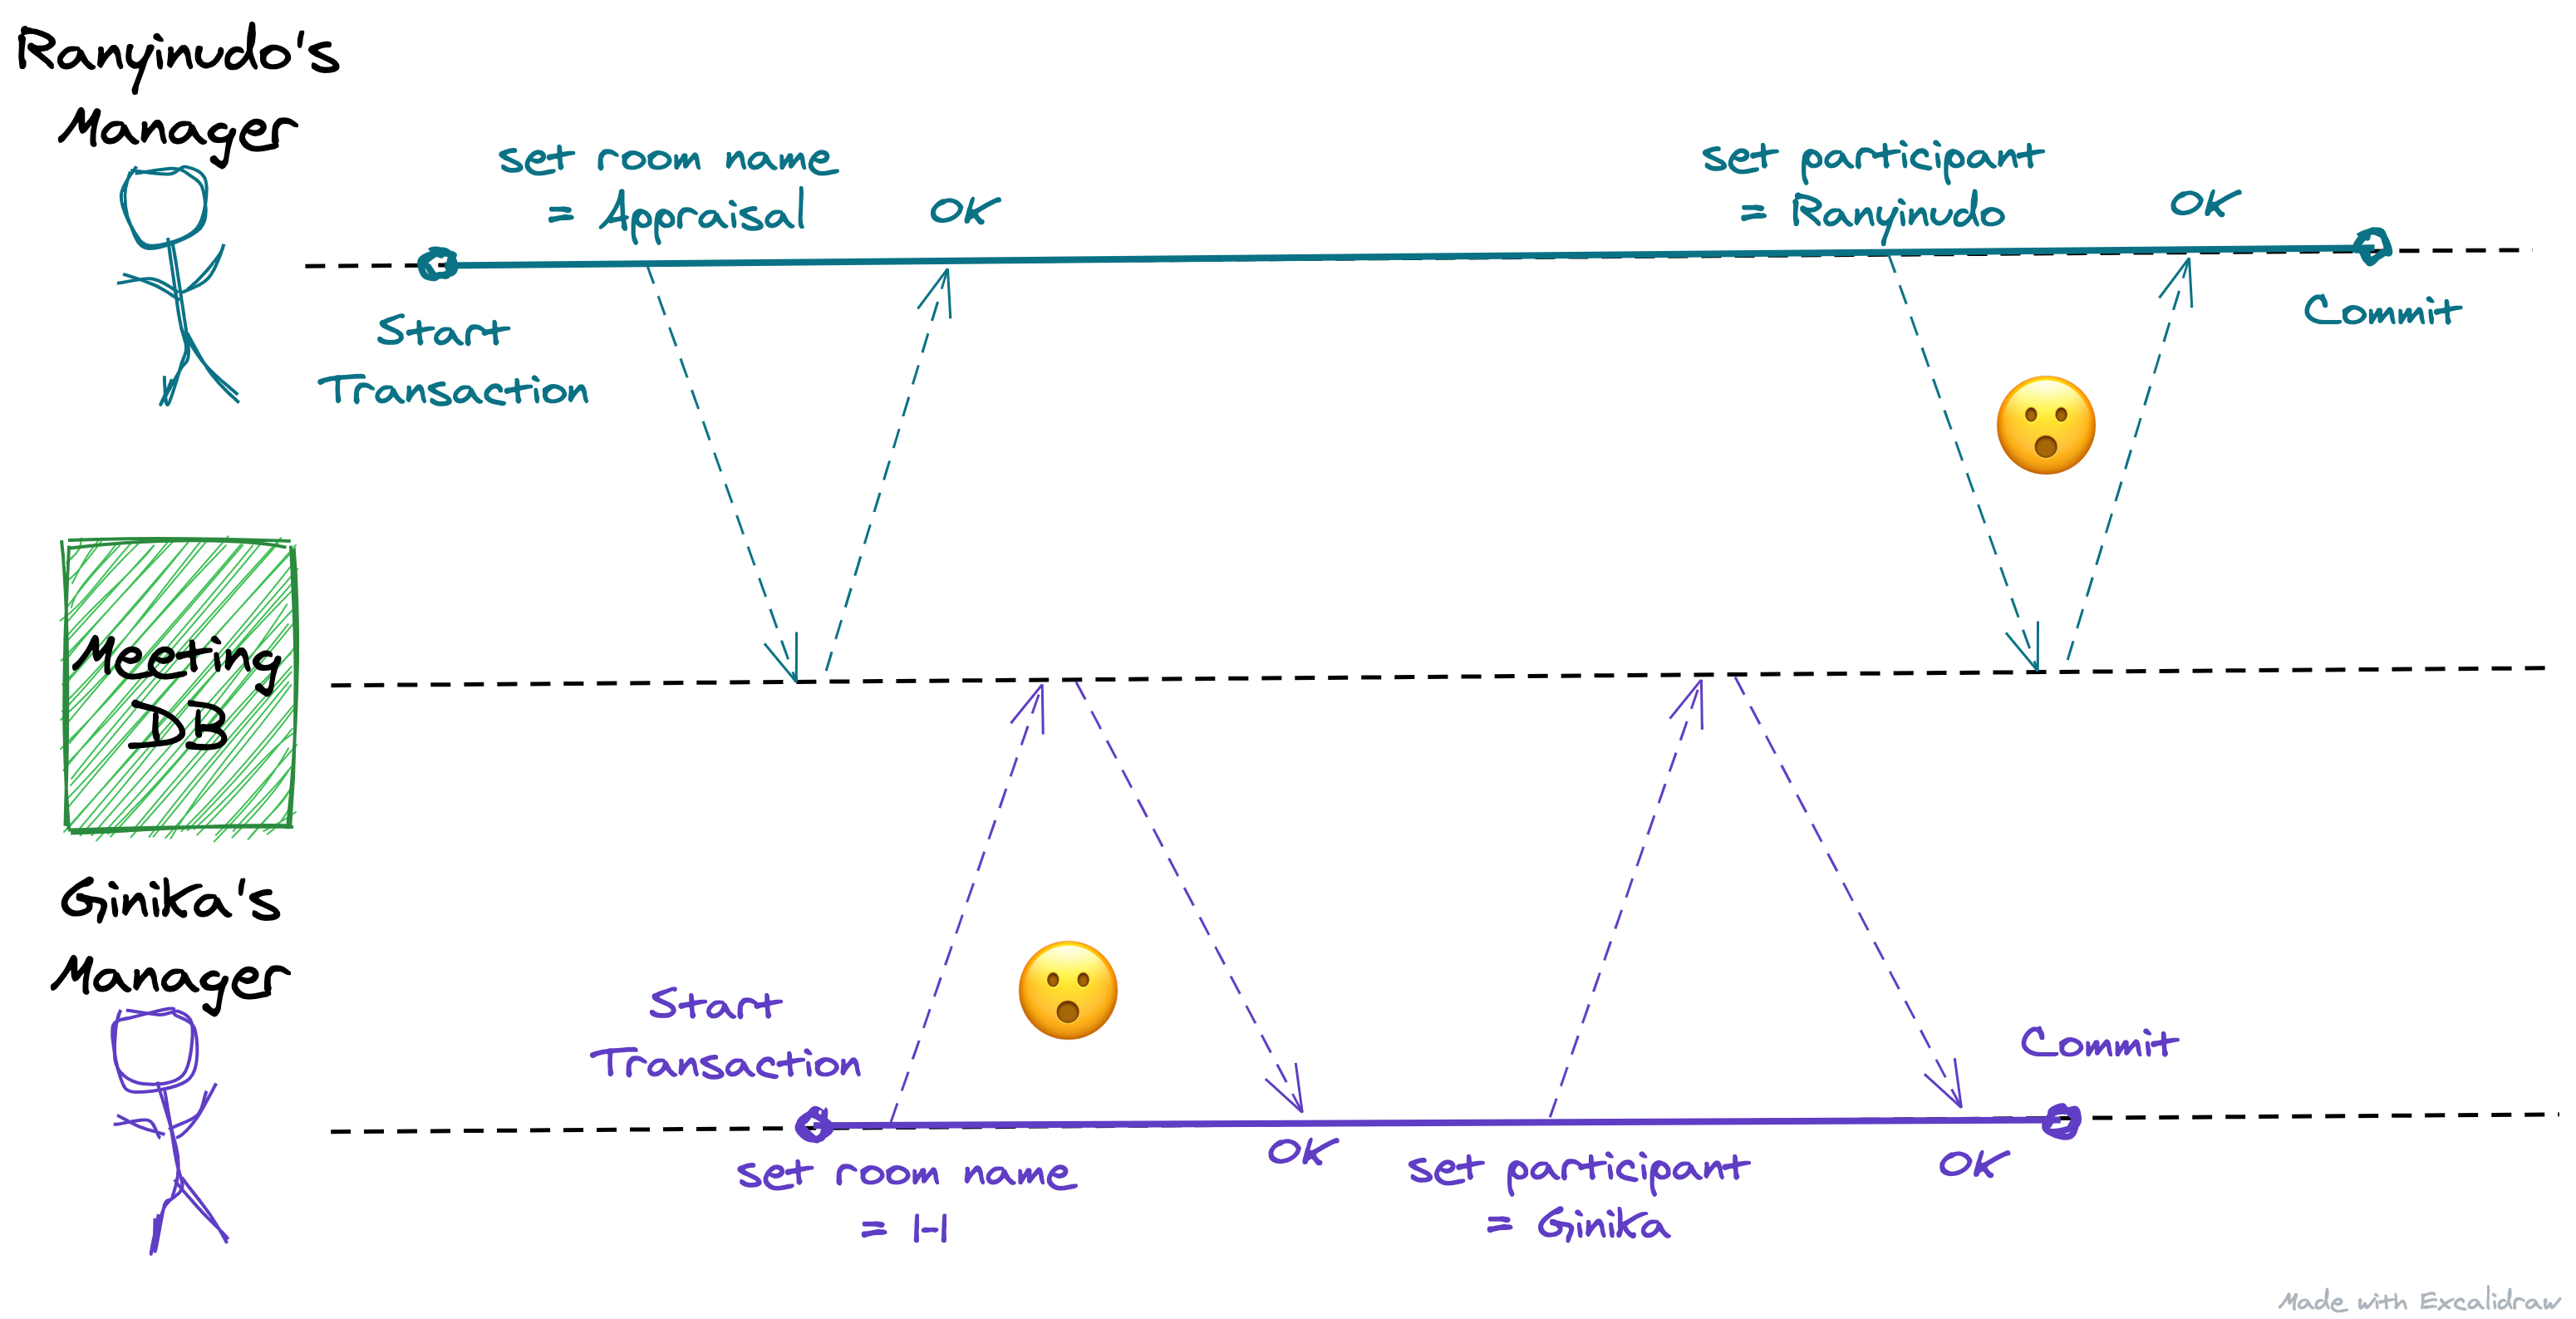 Ranyinudo's
Manager
set room name
= Appraisal
OK
set participant
= Ranyinudo
OK
Start
Transaction
Commit
Meeting
DB
Ginika's
Manager
Start
Transaction
Commit
set room name
= 1-1
OK
set participant
= Ginika
OK
Made with Excalidraw